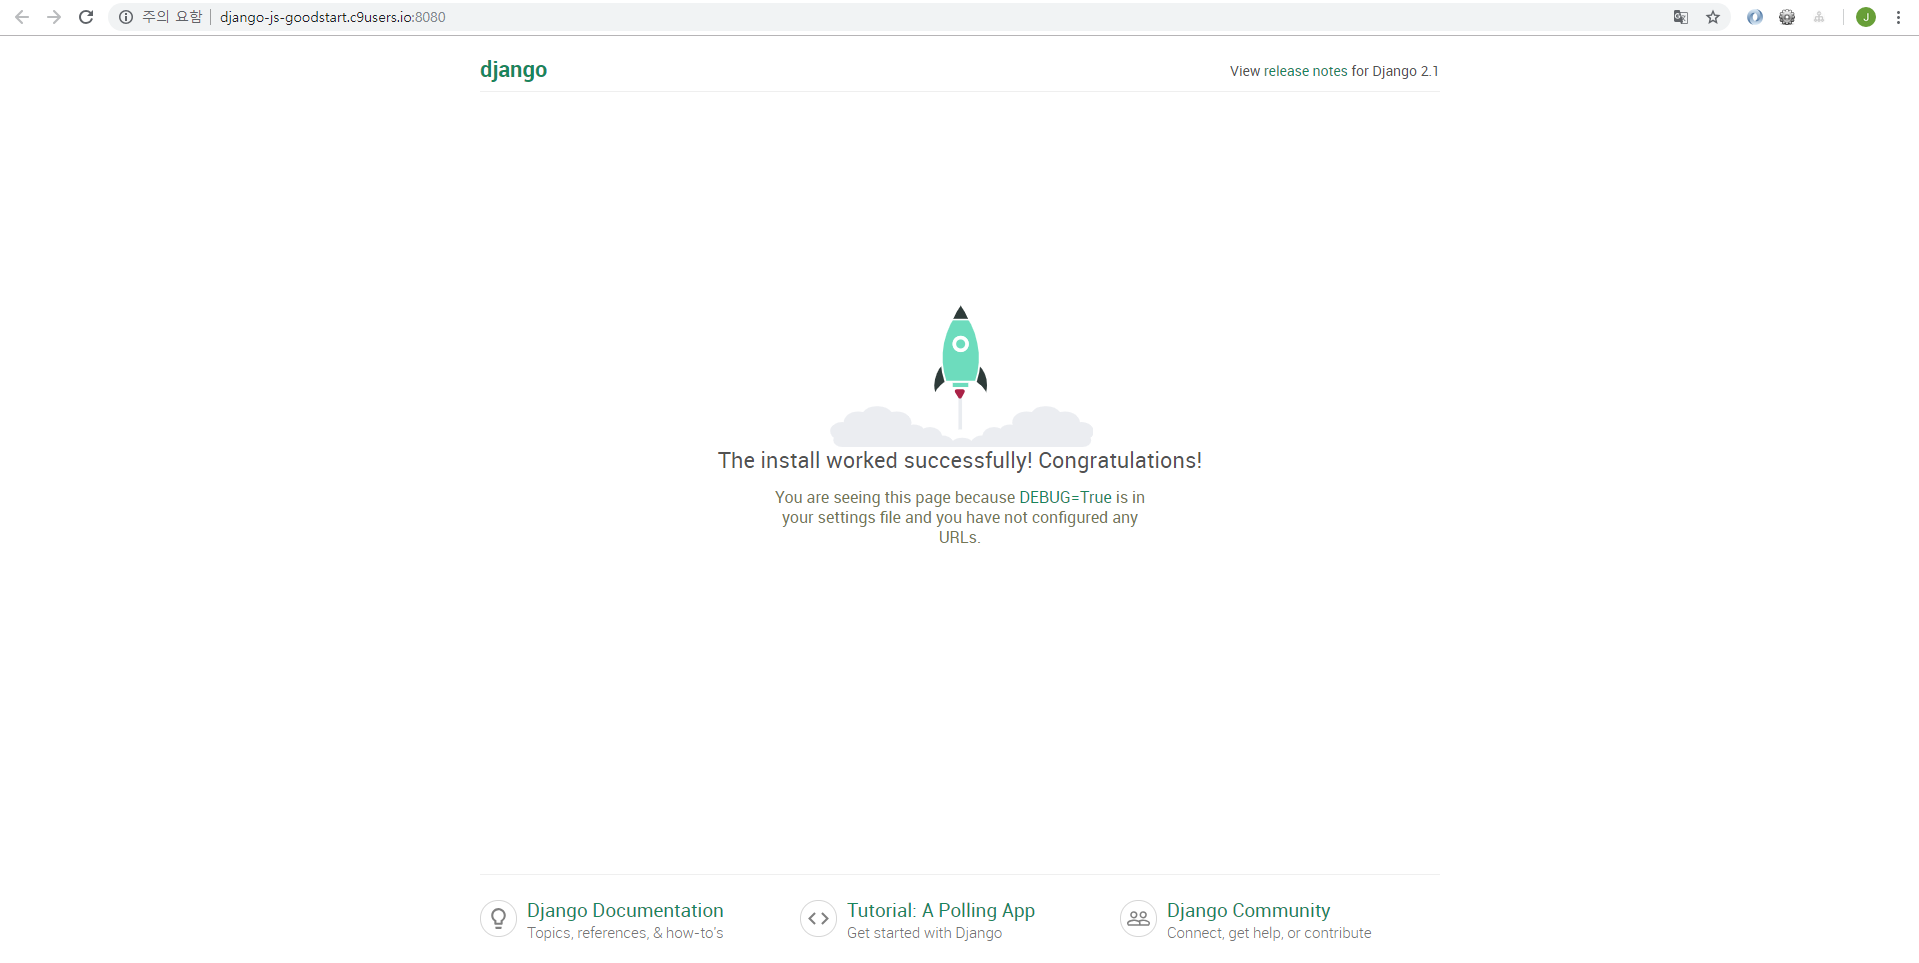 주의 요함 django-js-goodstart.c9users.io:8080
J
django
View release notes for Django 2.1
The install worked successfully! Congratulations!
You are seeing this page because DEBUG=True is in
your settings file and you have not configured any
URLs.
Django Documentation
Topics, references, & how-to's
Tutorial: A Polling App
Get started with Django
Django Community
Connect, get help, or contribute